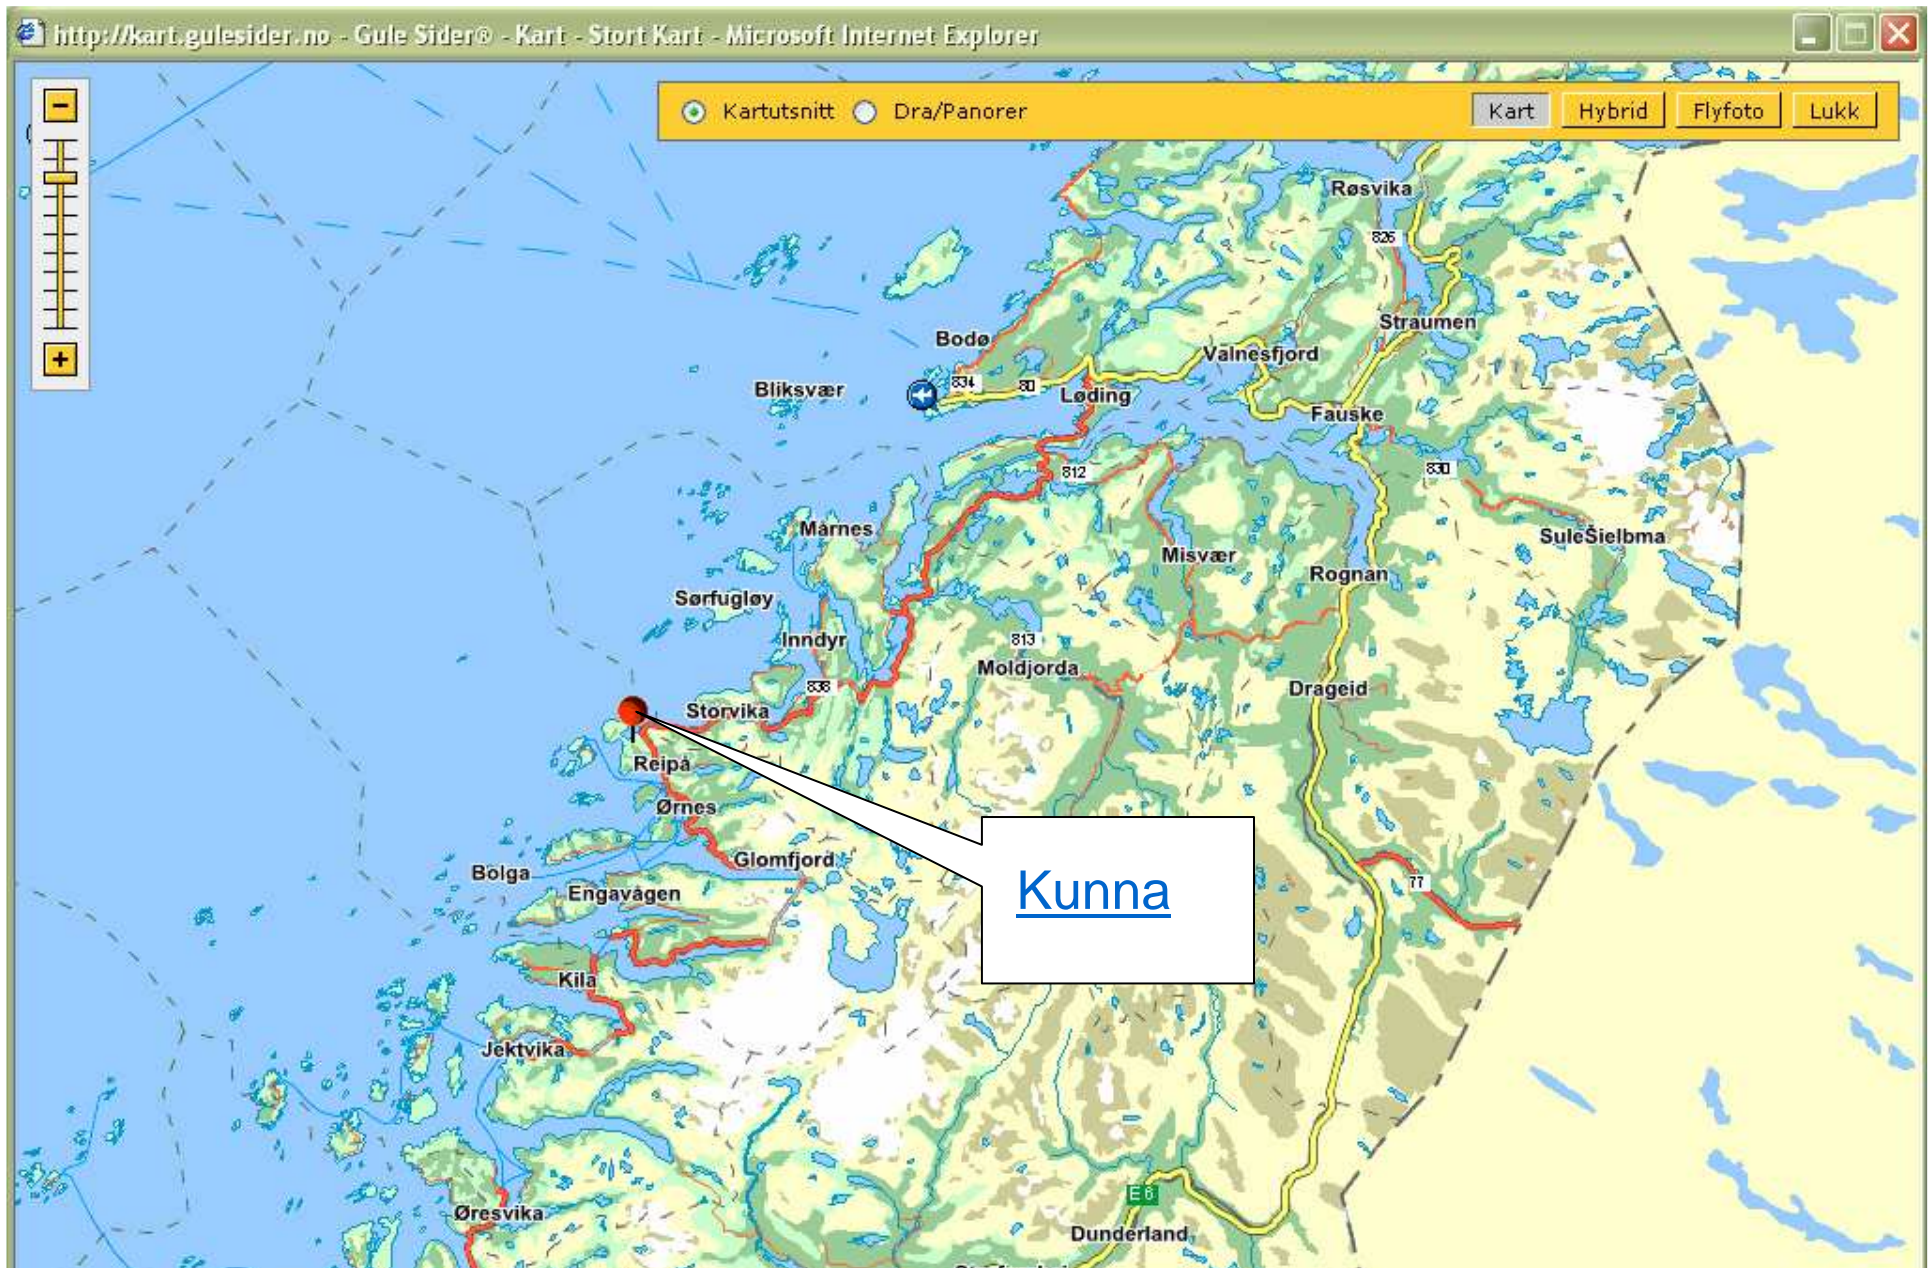 http://kart.gulesider.no - Gule Sider® - Kart - Stort Kart - Microsoft Internet Explorer
Kartutsnitt Dra/Panorer Kart Hybrid Flyfoto Lukk
Røsvika
826
Straumen
Bodø
Valnesfjord
Bliksvær
834
80
Løding
Fauske
812
830
Mårnes
SuleŠielbma
Misvær
Rognan
Sørfugløy
Inndyr
813
Moldjorda
838
Drageid
Storvika
Reipå
Ørnes
Glomfjord
Bolga
Engavågen
77
Kunna
Kila
Jektvika
E6
Øresvika
Dunderland